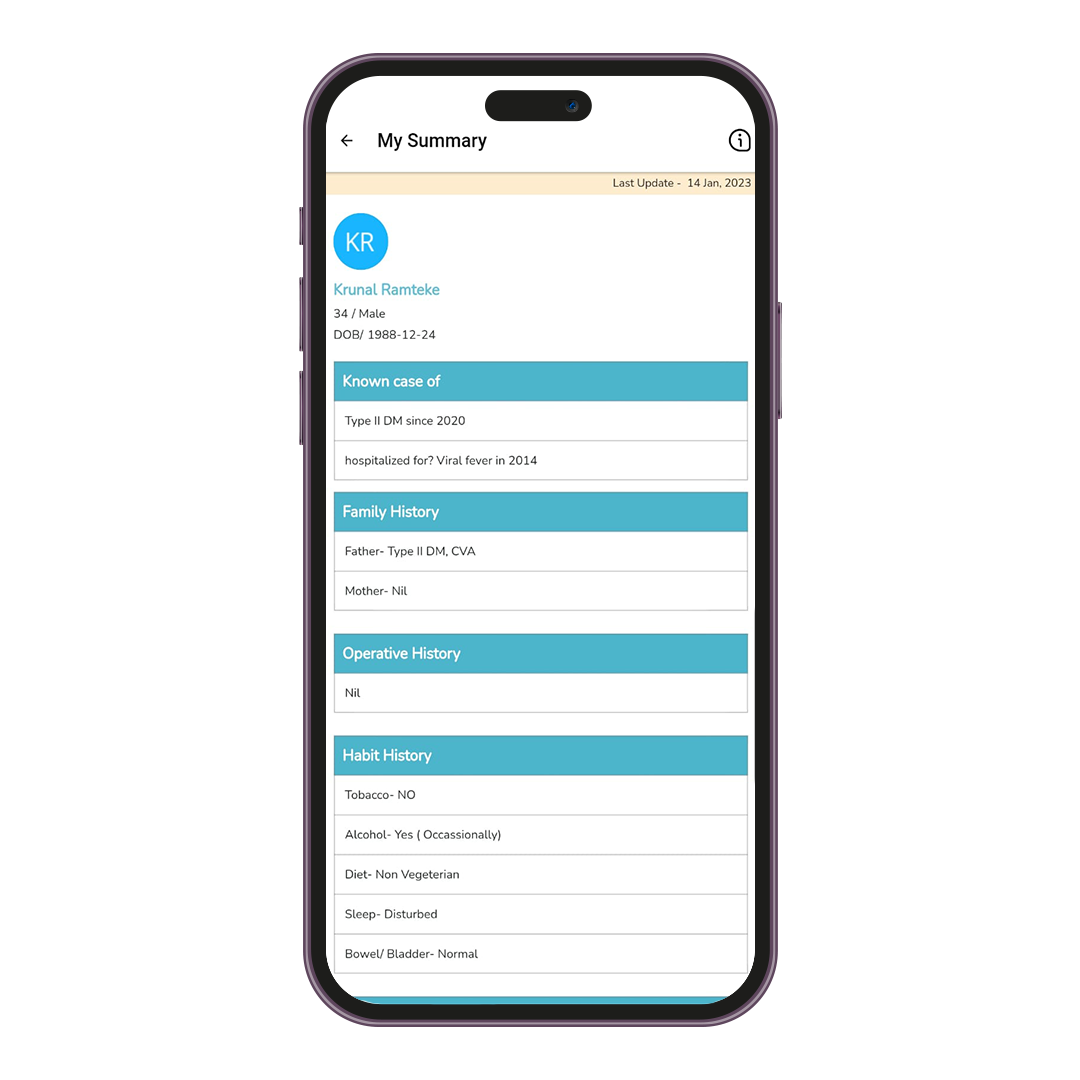 My Summary
Last Update - 14 Jan, 2023
KR
Krunal Ramteke
34 / Male
DOB/ 1988-12-24
Known case of
Type II DM since 2020
hospitalized for? Viral fever in 2014
Family History
Father- Type II DM, CVA
Mother- Nil
Operative History
Nil
Habit History
Tobacco- NO
Alcohol- Yes ( Occassionally)
Diet- Non Vegeterian
Sleep- Disturbed
Bowel/ Bladder- Normal